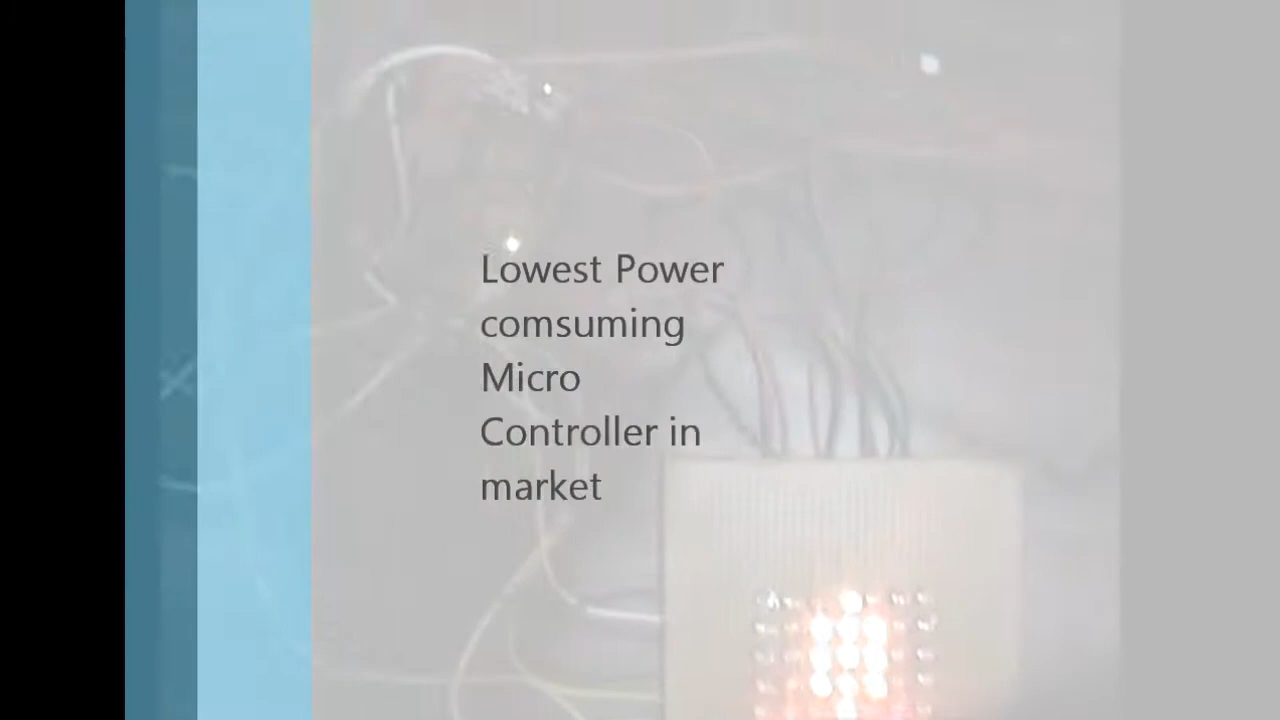 Lowest Power
comsuming
Micro
Controller in
market